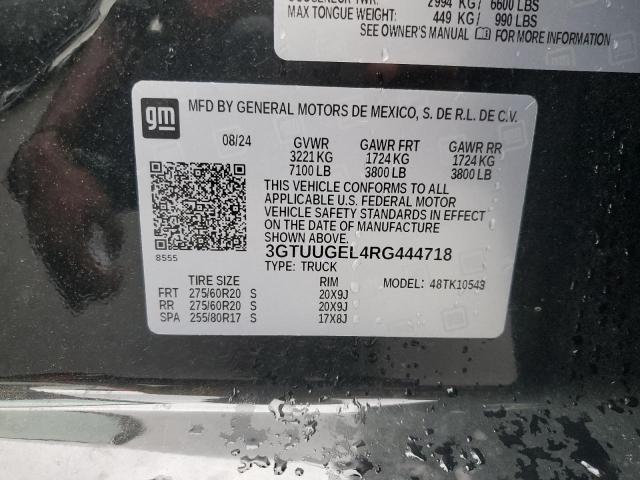 2994 KG/ 6600 LBS
MAX TONGUE WEIGHT: 449 KG/ 990 LBS
SEE OWNER'S MANUAL FOR MORE INFORMATION
gm
MFD BY GENERAL MOTORS DE MEXICO, S. DE R.L. DE C.V.
08/24 GVWR GAWR FRT GAWR RR
3221 KG 1724 KG 1724 KG
7100 LB 3800 LB 3800 LB
THIS VEHICLE CONFORMS TO ALL
APPLICABLE U.S. FEDERAL MOTOR
VEHICLE SAFETY STANDARDS IN EFFECT
ON THE DATE OF MANUFACTURE
SHOWN ABOVE.
8555
3GTUUGEL4RG444718
TYPE: TRUCK
MODEL: 48TK10543
TIRE SIZE RIM
FRT 275/60R20 S 20X9J
RR 275/60R20 S 20X9J
SPA 255/80R17 S 17X8J